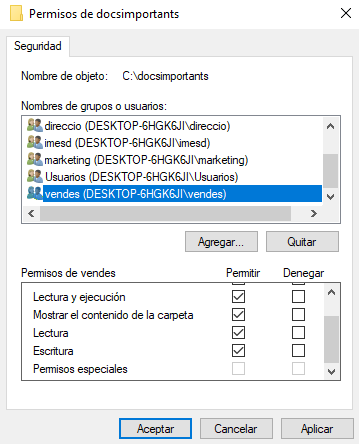 Permisos de docsimportants
Seguridad
Nombre de objeto: C:\docsimportants
Nombres de grupos o usuarios:
direccio (DESKTOP-6HGK6JI\direccio)
imesd (DESKTOP-6HGK6JI\imesd)
marketing (DESKTOP-6HGK6JI\marketing)
Usuarios (DESKTOP-6HGK6JI\Usuarios)
vendes (DESKTOP-6HGK6JI\vendes)
Agregar... Quitar
Permisos de vendes Permitir Denegar
Lectura y ejecución
Mostrar el contenido de la carpeta
Lectura
Escritura
Permisos especiales
Aceptar Cancelar Aplicar